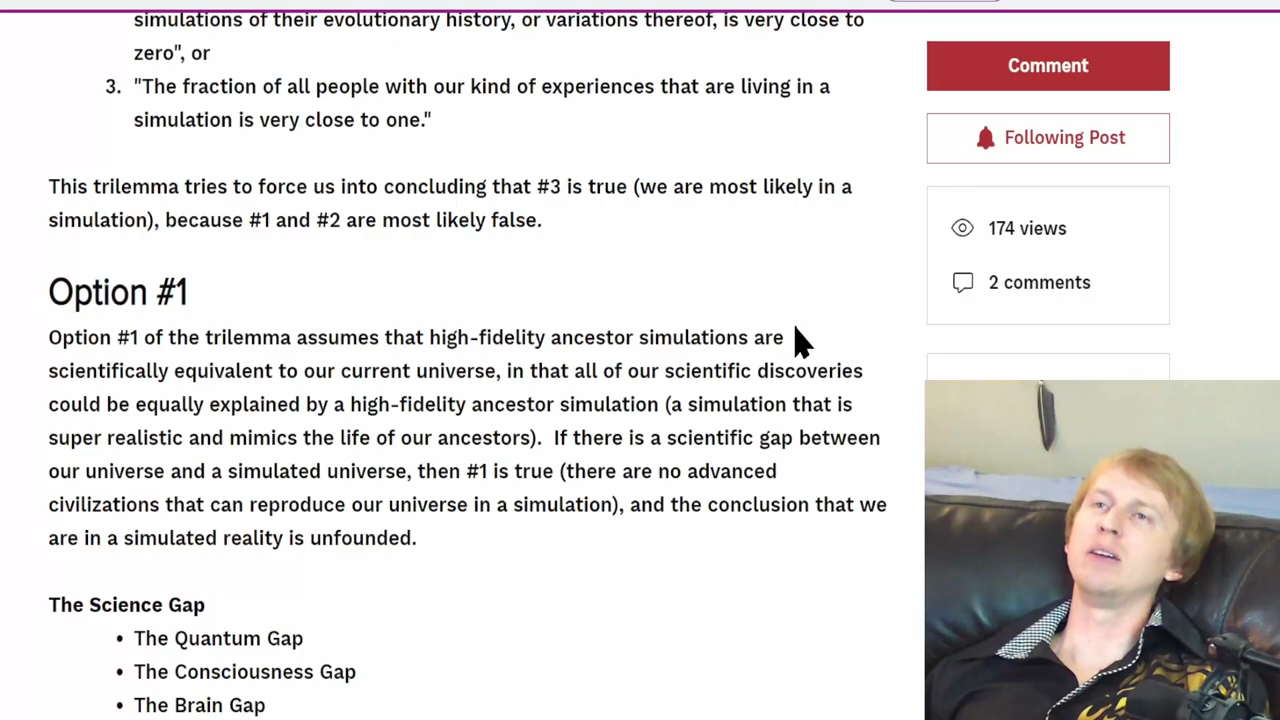 simulations of their evolutionary history, or variations thereof, is very close to
zero", or
3. "The fraction of all people with our kind of experiences that are living in a
simulation is very close to one."
This trilemma tries to force us into concluding that #3 is true (we are most likely in a
simulation), because #1 and #2 are most likely false.
Option #1
Option #1 of the trilemma assumes that high-fidelity ancestor simulations are
scientifically equivalent to our current universe, in that all of our scientific discoveries
could be equally explained by a high-fidelity ancestor simulation (a simulation that is
super realistic and mimics the life of our ancestors).  If there is a scientific gap between
our universe and a simulated universe, then #1 is true (there are no advanced
civilizations that can reproduce our universe in a simulation), and the conclusion that we
are in a simulated reality is unfounded.
The Science Gap
• The Quantum Gap
• The Consciousness Gap
• The Brain Gap
Comment
Following Post
174 views
2 comments